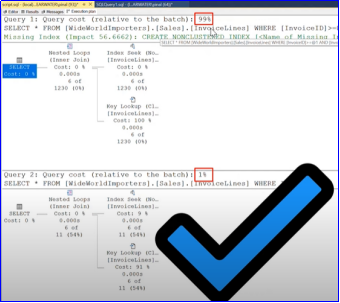 Editor Results Messages Execution plan
Query 1: Query cost (relative to the batch): 99%
SELECT * FROM [WideWorldImporters].[Sales].[InvoiceLines] WHERE [InvoiceID]>=
Missing Index (Impact 56.6662): CREATE NONCLUSTERED INDEX [<Name of Missing I
SELECT
Cost: 0 %
Nested Loops
(Inner Join)
Cost: 0 %
0.000s
6 of
1230 (0%)
Index Seek (No…
[InvoiceLines]…
Cost: 0 %
0.000s
6 of
1230 (0%)
Key Lookup (Cl…
[InvoiceLines]…
Cost: 100 %
0.000s
6 of
1230 (0%)
Query 2: Query cost (relative to the batch): 1%
SELECT * FROM [WideWorldImporters].[Sales].[InvoiceLines] WHERE
SELECT
Cost: 0 %
Nested Loops
(Inner Join)
Cost: 0 %
0.000s
6 of
11 (54%)
Index Seek (No
[InvoiceLines]
Cost: 9 %
0.000s
6 of
11 (54%)
Key Lookup (Cl
[InvoiceLines]…
Cost: 91 %
0.000s
6 of
11 (54%)